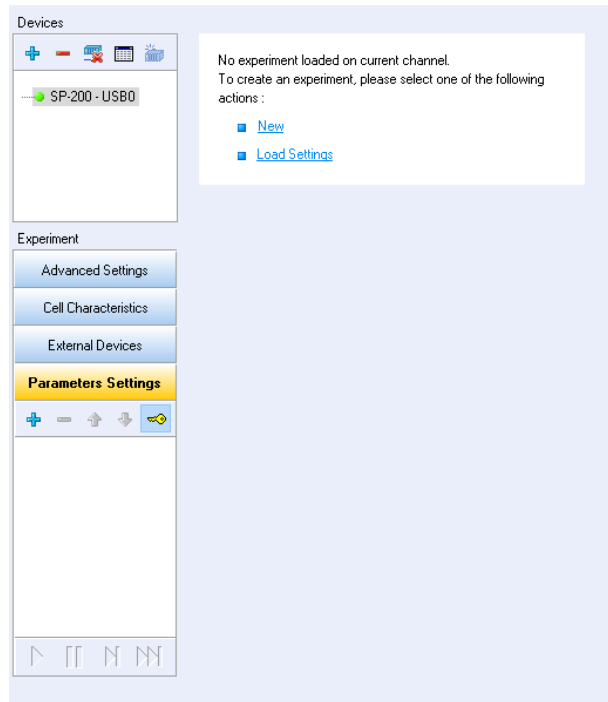 Devices
SP-200 - USB0
No experiment loaded on current channel.
To create an experiment, please select one of the following
actions :
New
Load Settings
Experiment
Advanced Settings
Cell Characteristics
External Devices
Parameters Settings